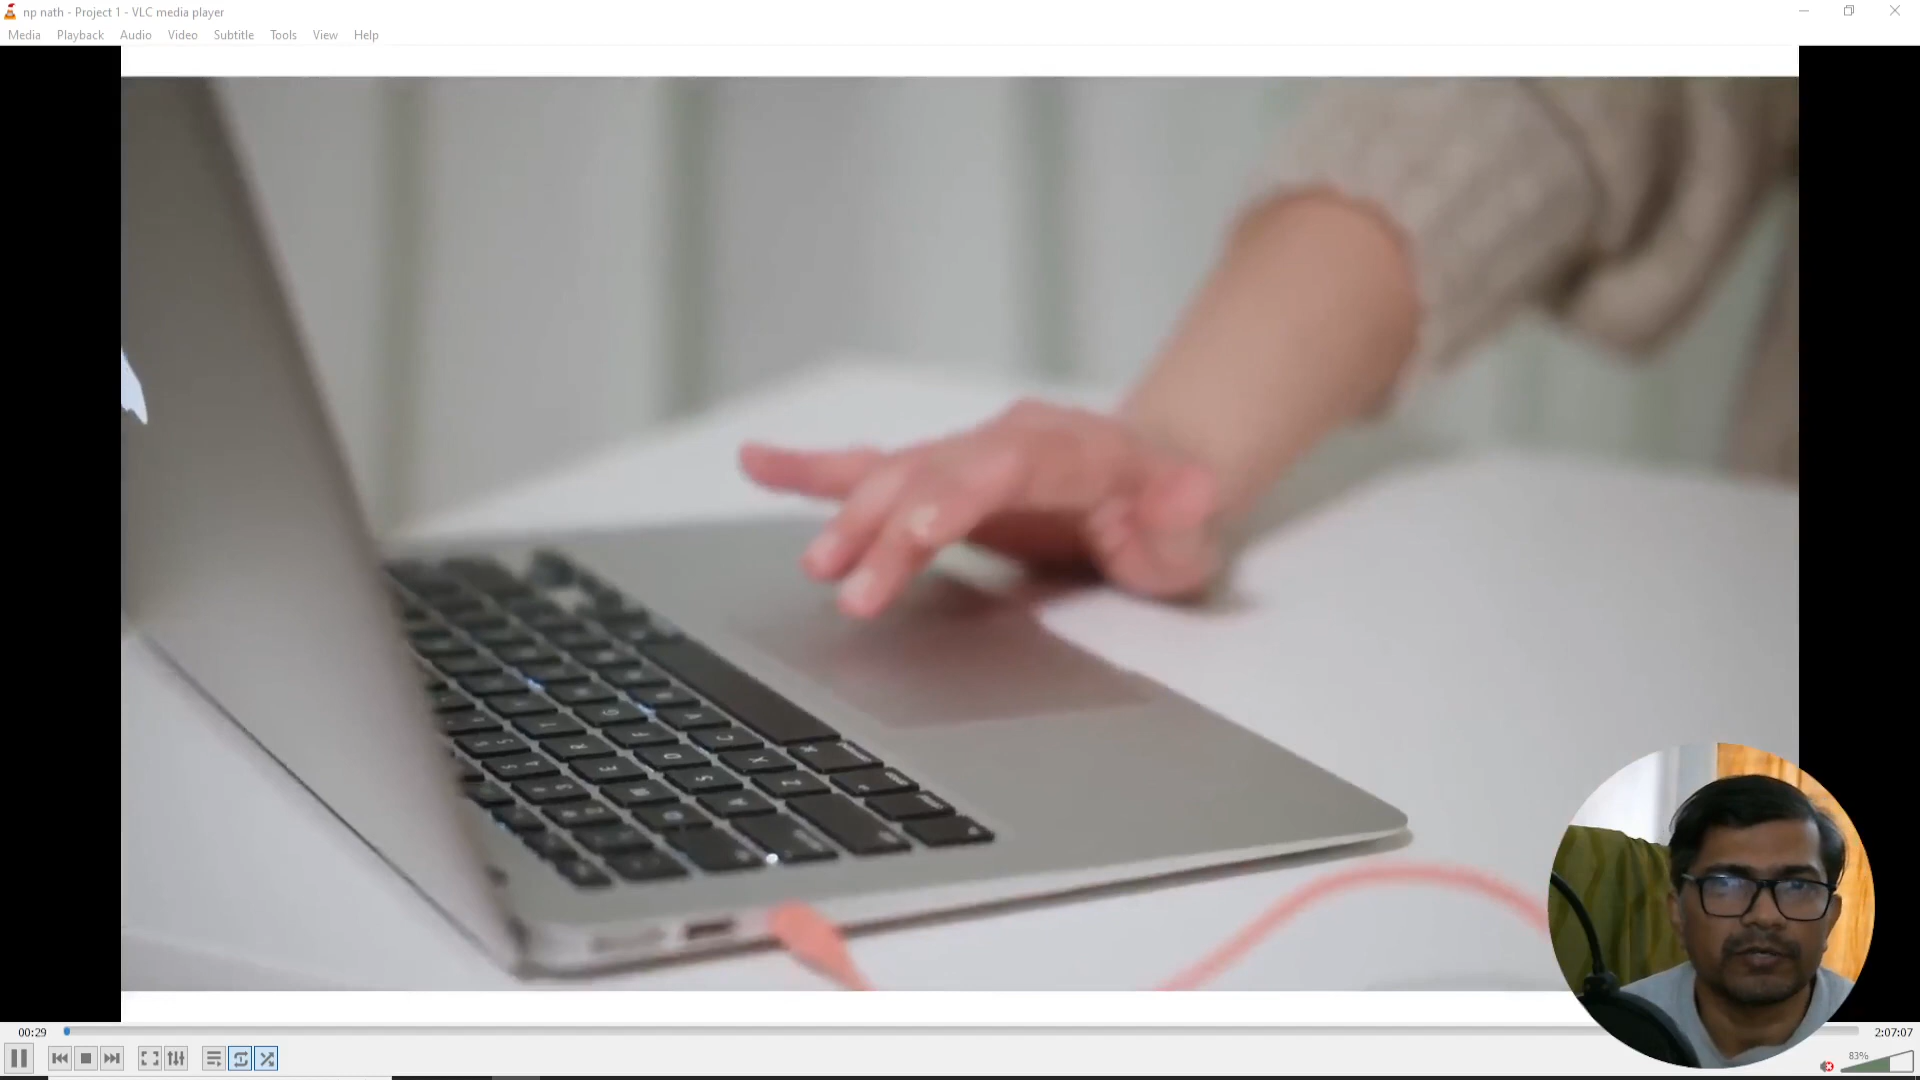 np nath - Project 1 - VLC media player
Media Playback Audio Video Subtitle Tools View Help
00:29
2:07:07
83%